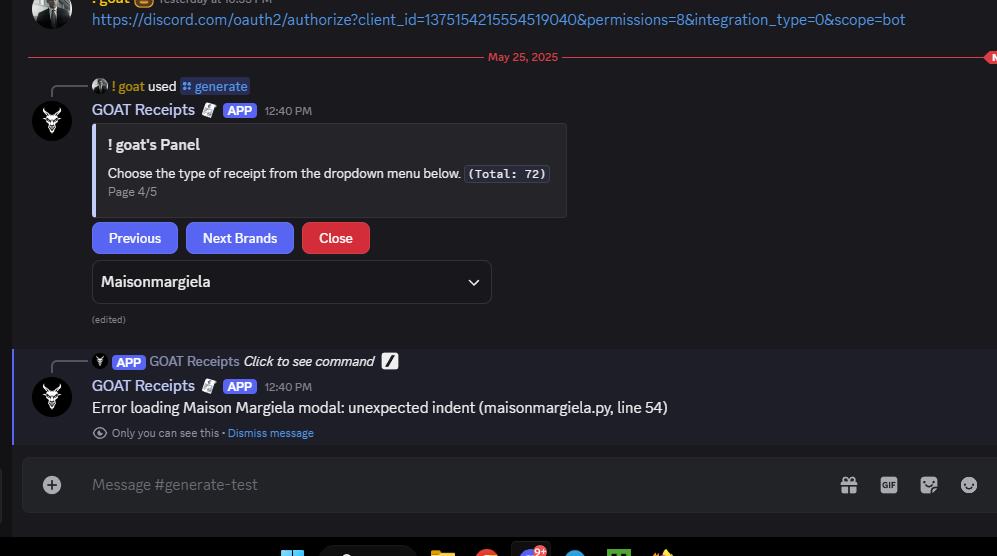 ! goat Yesterday at 10:53 PM
https://discord.com/oauth2/authorize?client_id=1375154215554519040&permissions=8&integration_type=0&scope=bot
May 25, 2025
! goat used generate
GOAT Receipts APP 12:40 PM
! goat's Panel
Choose the type of receipt from the dropdown menu below. (Total: 72)
Page 4/5
Previous Next Brands Close
Maisonmargiela
(edited)
APP GOAT Receipts Click to see command
GOAT Receipts APP 12:40 PM
Error loading Maison Margiela modal: unexpected indent (maisonmargiela.py, line 54)
Only you can see this • Dismiss message
Message #generate-test
GIF
9+